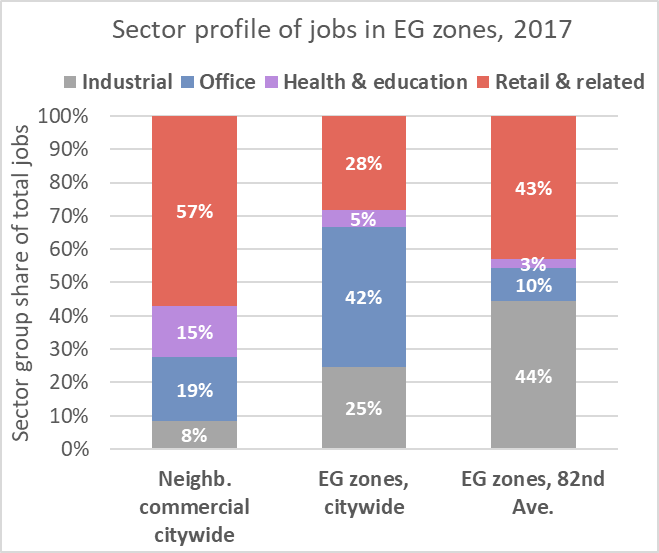 Sector profile of jobs in EG zones, 2017
Industrial Office Health & education Retail & related
Sector group share of total jobs
100%
90%
80%
70%
60%
50%
40%
30%
20%
10%
0%
57%
15%
19%
8%
28%
5%
42%
25%
43%
3%
10%
44%
Neighb.
commercial
citywide
EG zones,
citywide
EG zones, 82nd
Ave.